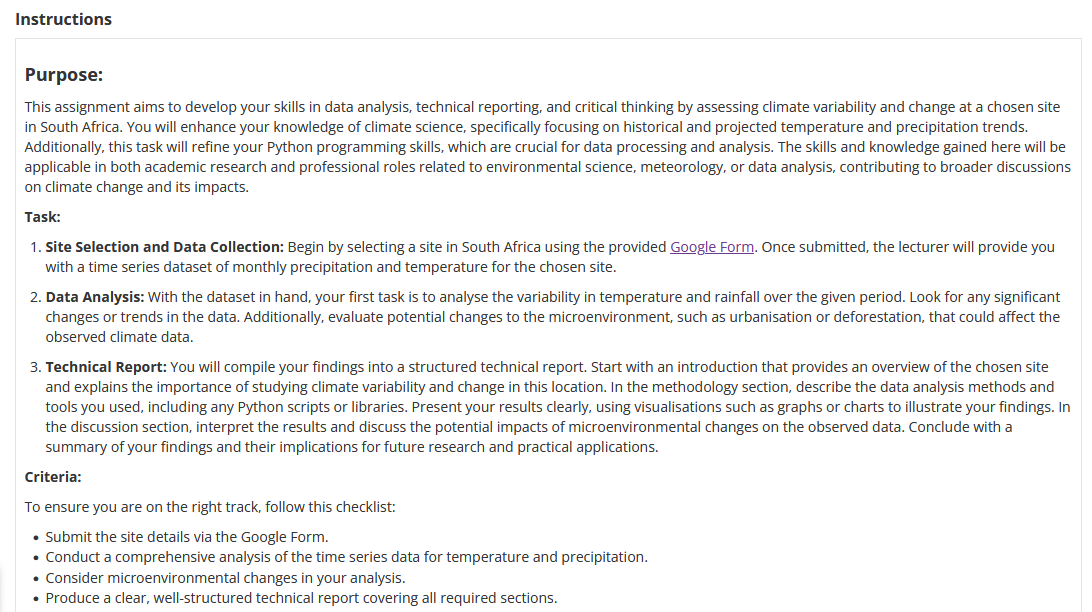 Instructions
Purpose:
This assignment aims to develop your skills in data analysis, technical reporting, and critical thinking by assessing climate variability and change at a chosen site
in South Africa. You will enhance your knowledge of climate science, specifically focusing on historical and projected temperature and precipitation trends.
Additionally, this task will refine your Python programming skills, which are crucial for data processing and analysis. The skills and knowledge gained here will be
applicable in both academic research and professional roles related to environmental science, meteorology, or data analysis, contributing to broader discussions
on climate change and its impacts.
Task:
1. Site Selection and Data Collection: Begin by selecting a site in South Africa using the provided Google Form. Once submitted, the lecturer will provide you
with a time series dataset of monthly precipitation and temperature for the chosen site.
2. Data Analysis: With the dataset in hand, your first task is to analyse the variability in temperature and rainfall over the given period. Look for any significant
changes or trends in the data. Additionally, evaluate potential changes to the microenvironment, such as urbanisation or deforestation, that could affect the
observed climate data.
3. Technical Report: You will compile your findings into a structured technical report. Start with an introduction that provides an overview of the chosen site
and explains the importance of studying climate variability and change in this location. In the methodology section, describe the data analysis methods and
tools you used, including any Python scripts or libraries. Present your results clearly, using visualisations such as graphs or charts to illustrate your findings. In
the discussion section, interpret the results and discuss the potential impacts of microenvironmental changes on the observed data. Conclude with a
summary of your findings and their implications for future research and practical applications.
Criteria:
To ensure you are on the right track, follow this checklist:
• Submit the site details via the Google Form.
• Conduct a comprehensive analysis of the time series data for temperature and precipitation.
• Consider microenvironmental changes in your analysis.
• Produce a clear, well-structured technical report covering all required sections.